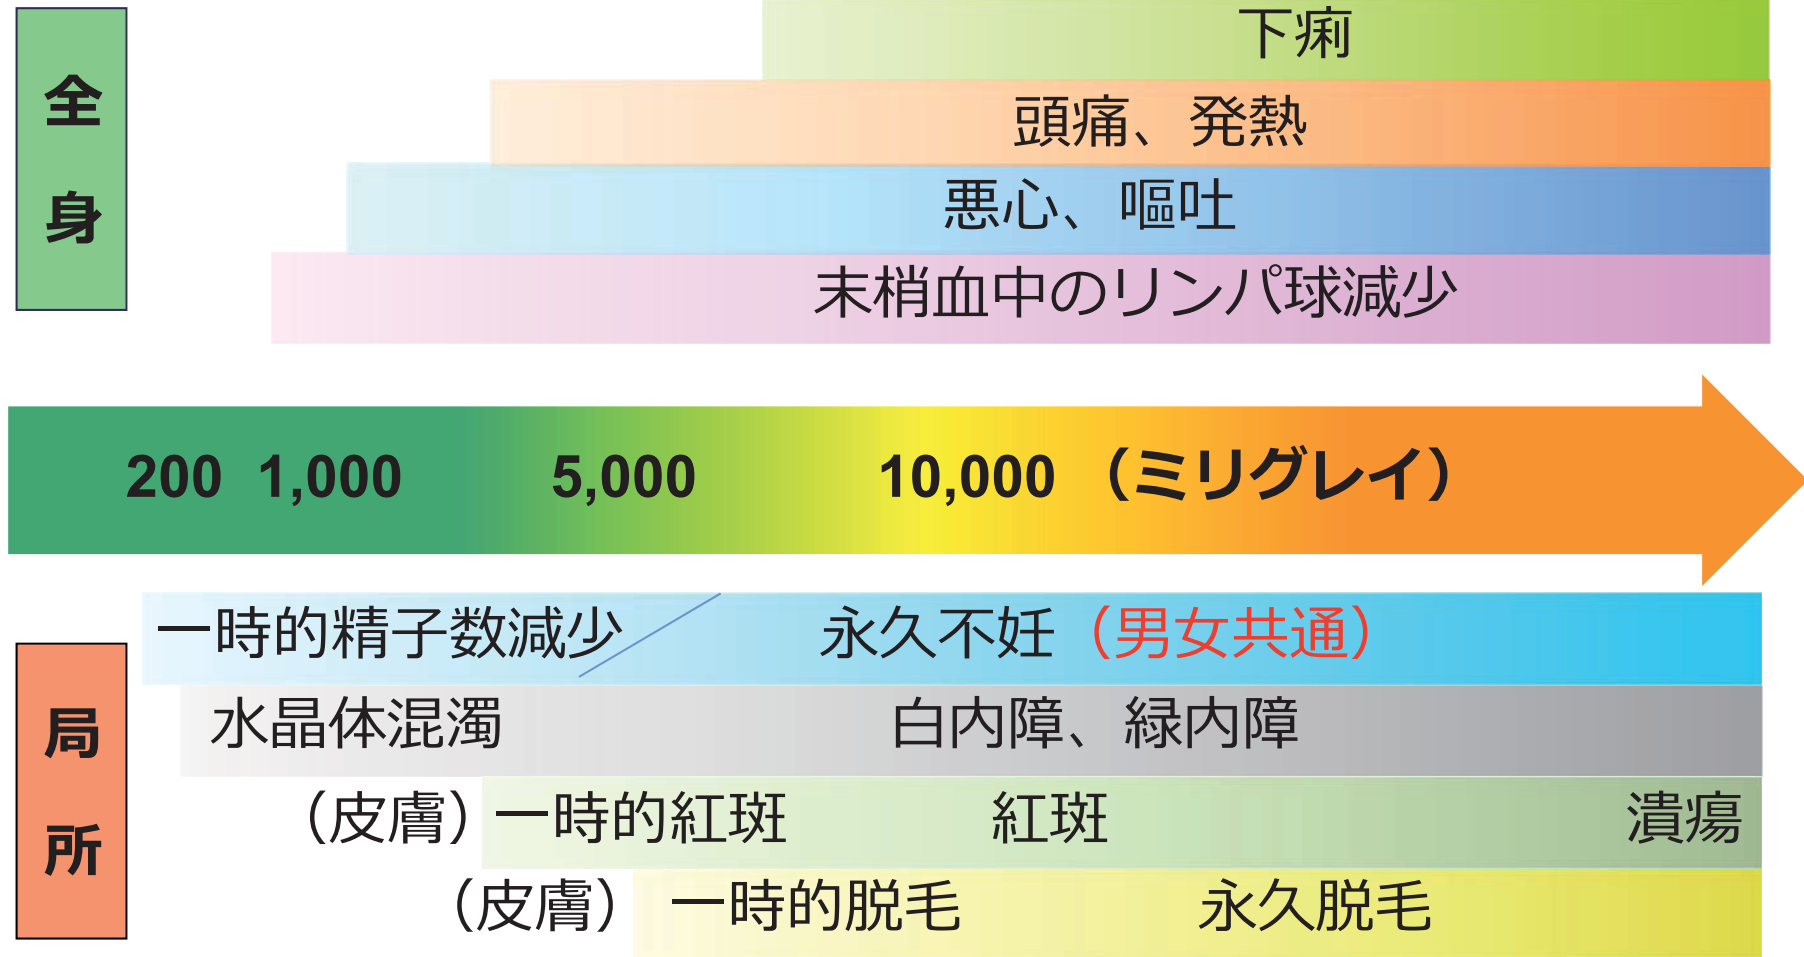 全身
下痢
頭痛、発熱
悪心、嘔吐
末梢血中のリンパ球減少
200 1,000 5,000 10,000 （ミリグレイ）
局所
一時的精子数減少 永久不妊（男女共通）
水晶体混濁 白内障、緑内障
（皮膚）一時的紅斑 紅斑 潰瘍
（皮膚） 一時的脱毛 永久脱毛